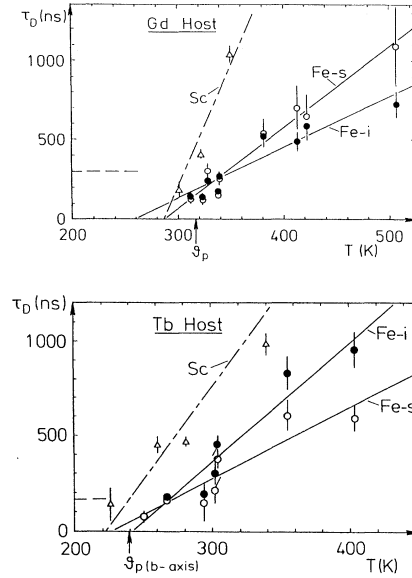 τD (ns)
Gd Host
1000
Fe-s
Sc
500
Fe-i
0
200
300
400
500
ϑp
T (K)
τD (ns)
Tb Host
1000
Fe-i
Sc
Fe-s
500
0
200
300
400
ϑp (b-axis)
T (K)